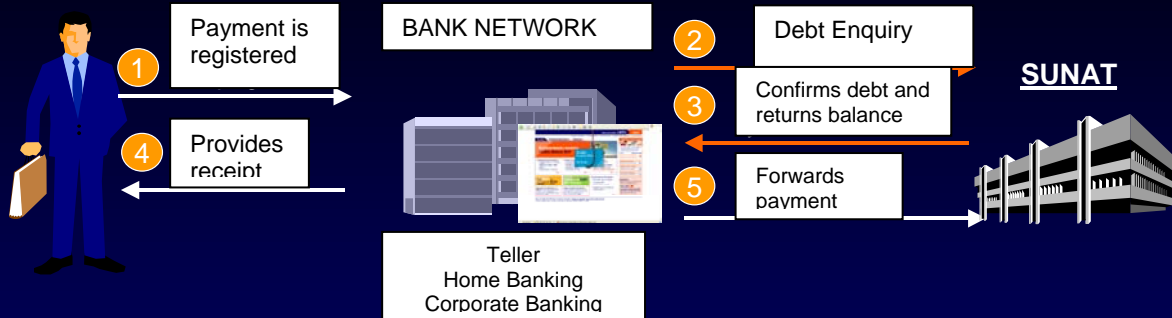 1
Payment is
registered
BANK NETWORK
2
Debt Enquiry
SUNAT
3
Confirms debt and
returns balance
4
Provides
receipt
5
Forwards
payment
Teller
Home Banking
Corporate Banking